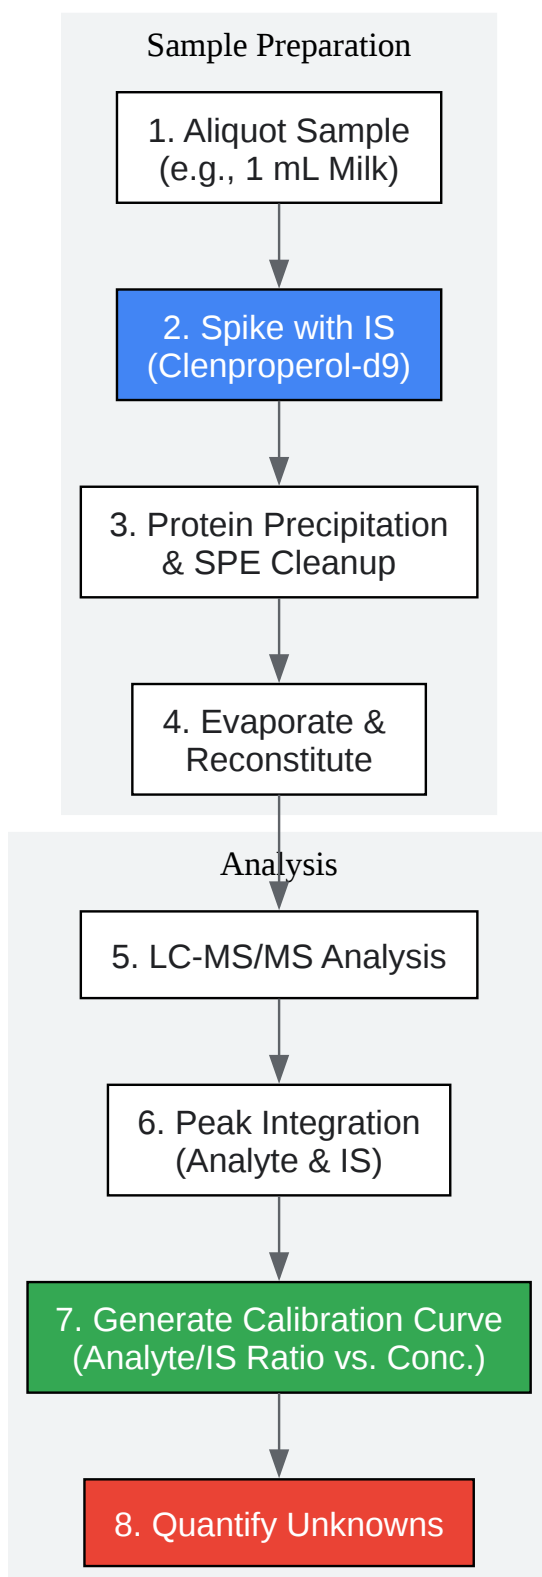 Sample Preparation
1. Aliquot Sample
(e.g., 1 mL Milk)
2. Spike with IS
(Clenproperol-d9)
3. Protein Precipitation
& SPE Cleanup
4. Evaporate &
Reconstitute
Analysis
5. LC-MS/MS Analysis
6. Peak Integration
(Analyte & IS)
7. Generate Calibration Curve
(Analyte/IS Ratio vs. Conc.)
8. Quantify Unknowns